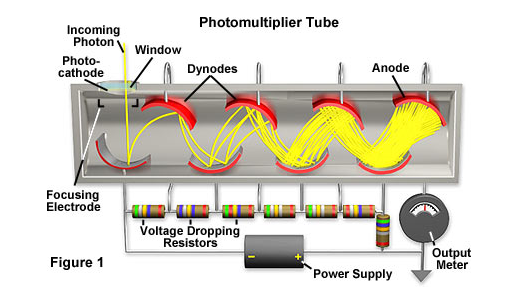 Photomultiplier Tube
Incoming
Photon
Window
Photo-
cathode
Dynodes
Anode
Focusing
Electrode
Voltage Dropping
Resistors
Output
Meter
Power Supply
Figure 1